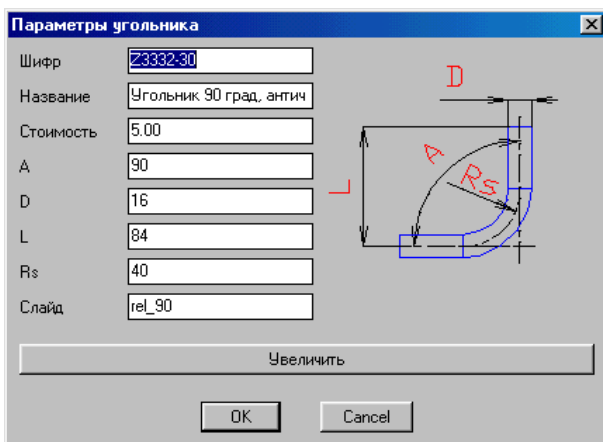 Параметры угольника
Шифр Z3332-30
Название Угольник 90 град, антич
Стоимость 5.00
A 90
D 16
L 84
Rs 40
Слайд rel_90
D
A
Rs
L
Увеличить
OK Cancel